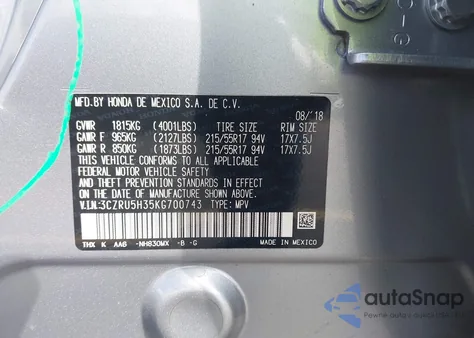 MFD.BY HONDA DE MEXICO S.A. DE C.V.
08/'18
GVWR 1815KG (4001LBS) TIRE SIZE RIM SIZE
GAWR F 965KG (2127LBS) 215/55R17 94V 17X7.5J
GAWR R 850KG (1873LBS) 215/55R17 94V 17X7.5J
THIS VEHICLE CONFORMS TO ALL APPLICABLE
FEDERAL MOTOR VEHICLE SAFETY
AND THEFT PREVENTION STANDARDS IN EFFECT
ON THE DATE OF MANUFACTURE SHOWN ABOVE.
V.I.N:3CZRU5H35KG700743 TYPE: MPV
THX K AA6 -NH830MX -B -G
MADE IN MEXICO
autoSnap
Pewne auta z